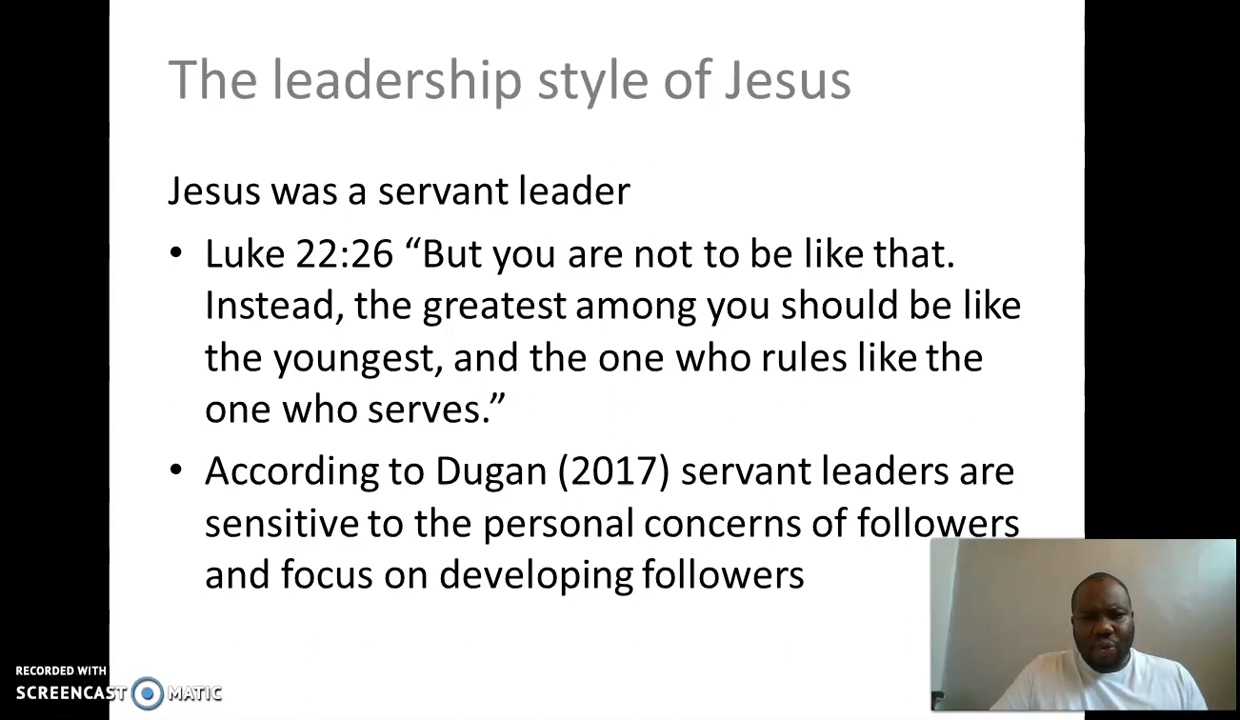 The leadership style of Jesus
Jesus was a servant leader
• Luke 22:26 “But you are not to be like that.
Instead, the greatest among you should be like
the youngest, and the one who rules like the
one who serves.”
• According to Dugan (2017) servant leaders are
sensitive to the personal concerns of followers
and focus on developing followers
RECORDED WITH
SCREENCAST MATIC